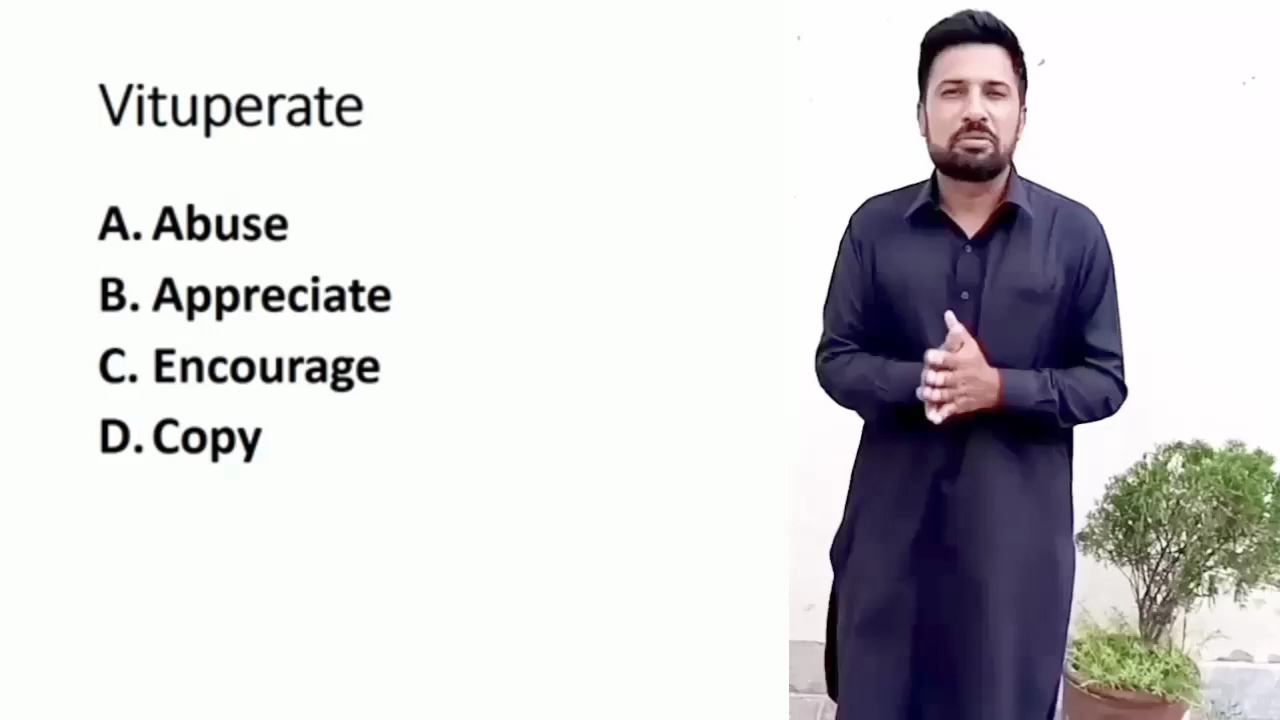 Vituperate
A. Abuse
B. Appreciate
C. Encourage
D. Copy